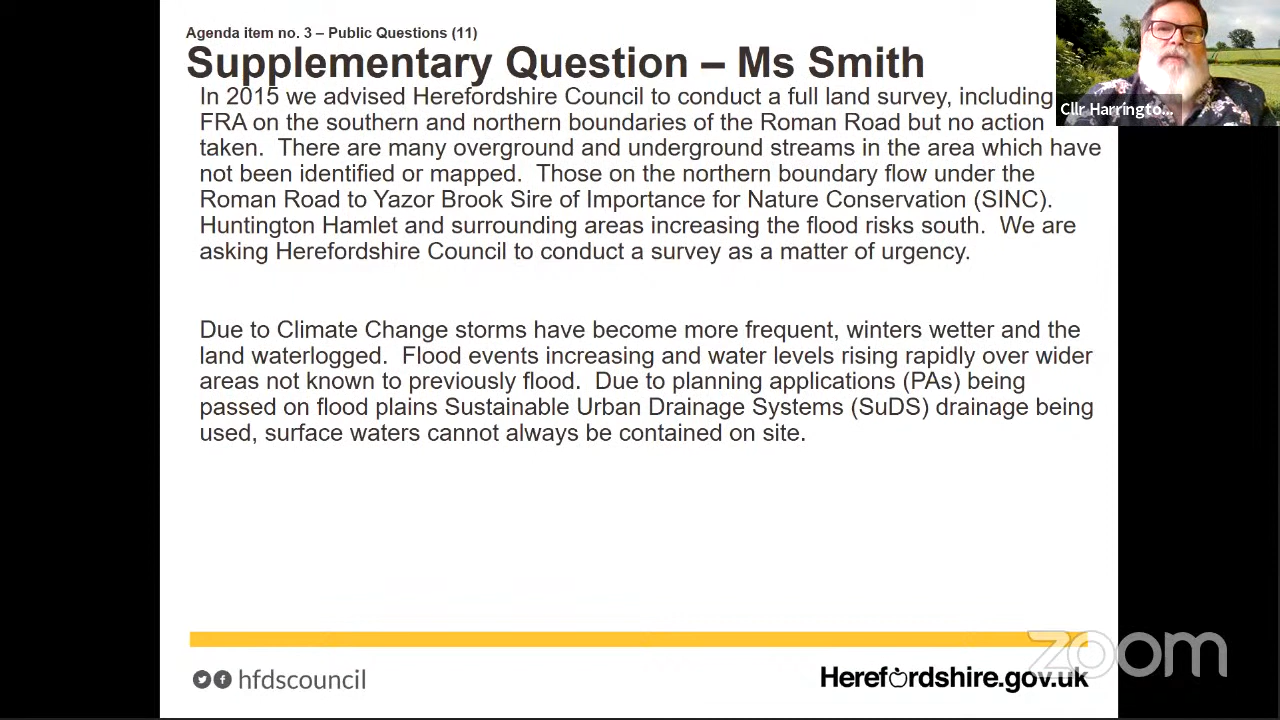 Agenda item no. 3 – Public Questions (11)
Supplementary Question – Ms Smith
In 2015 we advised Herefordshire Council to conduct a full land survey, including
FRA on the southern and northern boundaries of the Roman Road but no action
taken.  There are many overground and underground streams in the area which have
not been identified or mapped.  Those on the northern boundary flow under the
Roman Road to Yazor Brook Sire of Importance for Nature Conservation (SINC).
Huntington Hamlet and surrounding areas increasing the flood risks south.  We are
asking Herefordshire Council to conduct a survey as a matter of urgency.
Due to Climate Change storms have become more frequent, winters wetter and the
land waterlogged.  Flood events increasing and water levels rising rapidly over wider
areas not known to previously flood.  Due to planning applications (PAs) being
passed on flood plains Sustainable Urban Drainage Systems (SuDS) drainage being
used, surface waters cannot always be contained on site.
Cllr Harringto...
hfdscouncil
Herefordshire.gov.uk
zoom